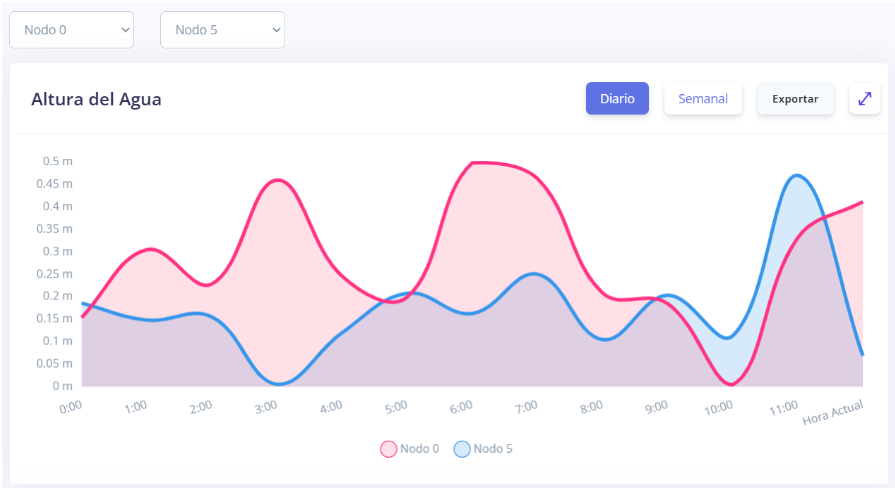 Nodo 0 Nodo 5
Altura del Agua Diario Semanal Exportar
0.5 m
0.45 m
0.4 m
0.35 m
0.3 m
0.25 m
0.2 m
0.15 m
0.1 m
0.05 m
0 m
0:00 1:00 2:00 3:00 4:00 5:00 6:00 7:00 8:00 9:00 10:00 11:00 Hora Actual
Nodo 0 Nodo 5